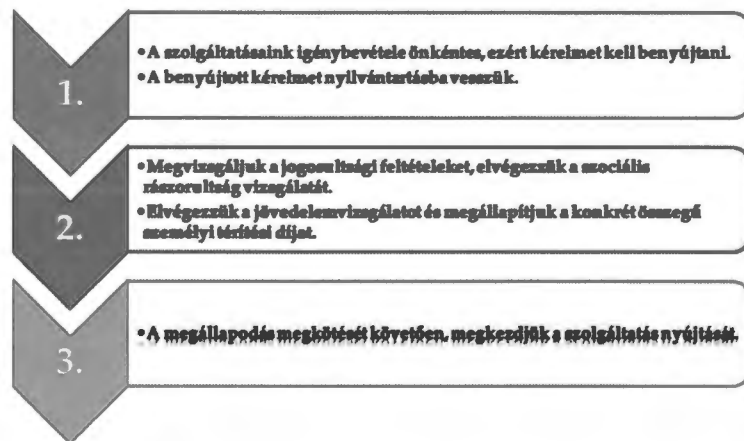 1.
• A szolgáltatásaink igénybevétele önkéntes, ezért kérelmet kell benyújtani.
• A benyújtott kérelmet nyilvántartásba vesszük.
2.
• Megvizsgáljuk a jogosultsági feltételeket, elvégezzük a szociális
rászorultság vizsgálatát.
• Elvégezzük a jövedelemvizsgálatot és megállapítjuk a konkrét összegű
személyi térítési díjat.
3.
• A megállapodás megkötését követően, megkezdjük a szolgáltatás nyújtását.